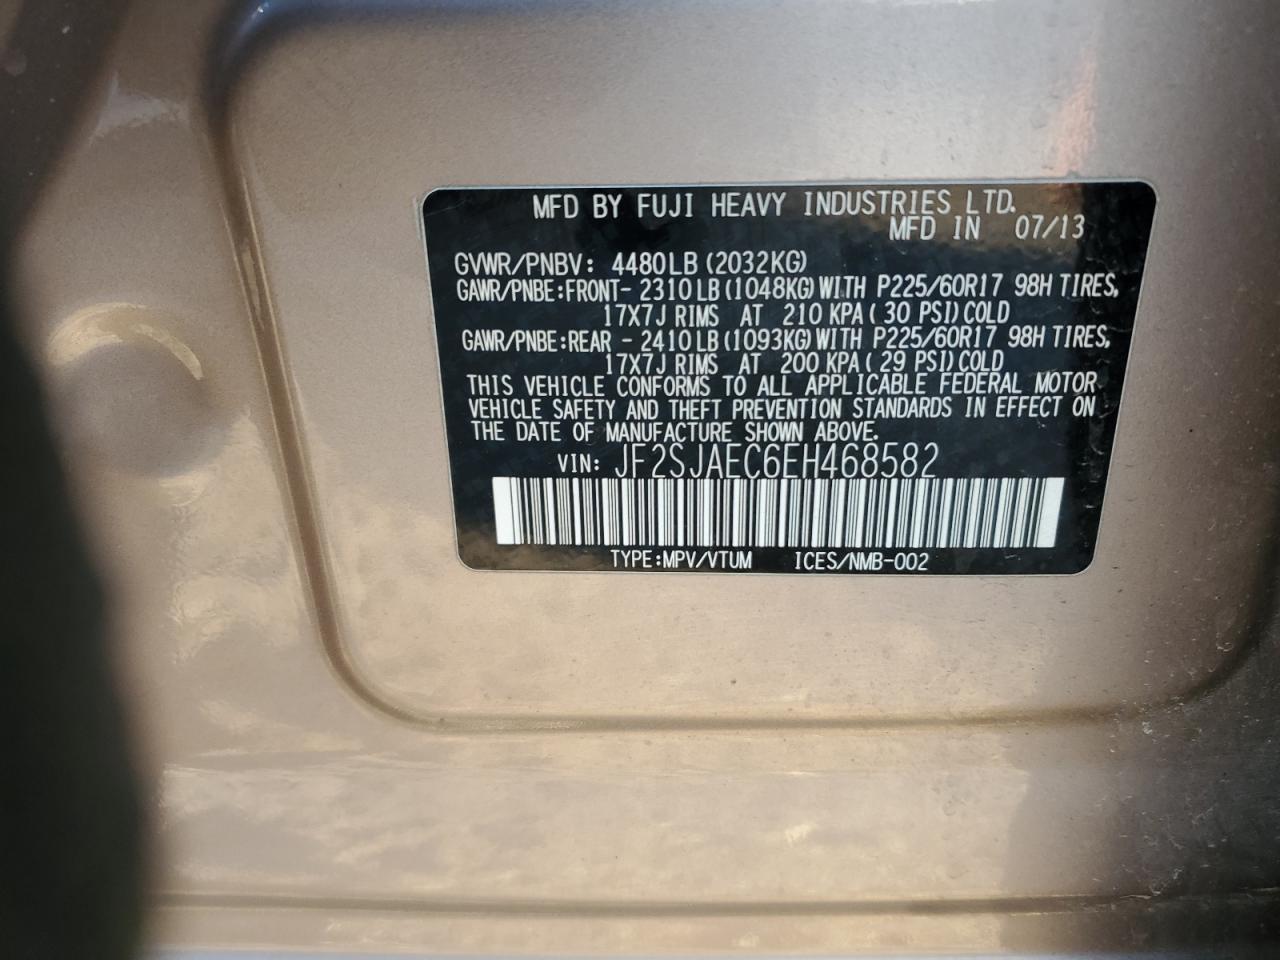 MFD BY FUJI HEAVY INDUSTRIES LTD.
MFD IN 07/13
GVWR/PNBV: 4480LB (2032KG)
GAWR/PNBE:FRONT- 2310LB (1048KG) WITH P225/60R17 98H TIRES,
17X7J RIMS AT 210 KPA ( 30 PSI) COLD
GAWR/PNBE:REAR - 2410LB (1093KG) WITH P225/60R17 98H TIRES,
17X7J RIMS AT 200 KPA ( 29 PSI) COLD
THIS VEHICLE CONFORMS TO ALL APPLICABLE FEDERAL MOTOR
VEHICLE SAFETY AND THEFT PREVENTION STANDARDS IN EFFECT ON
THE DATE OF MANUFACTURE SHOWN ABOVE.
VIN: JF2SJAEC6EH468582
TYPE:MPV/VTUM ICES/NMB-002